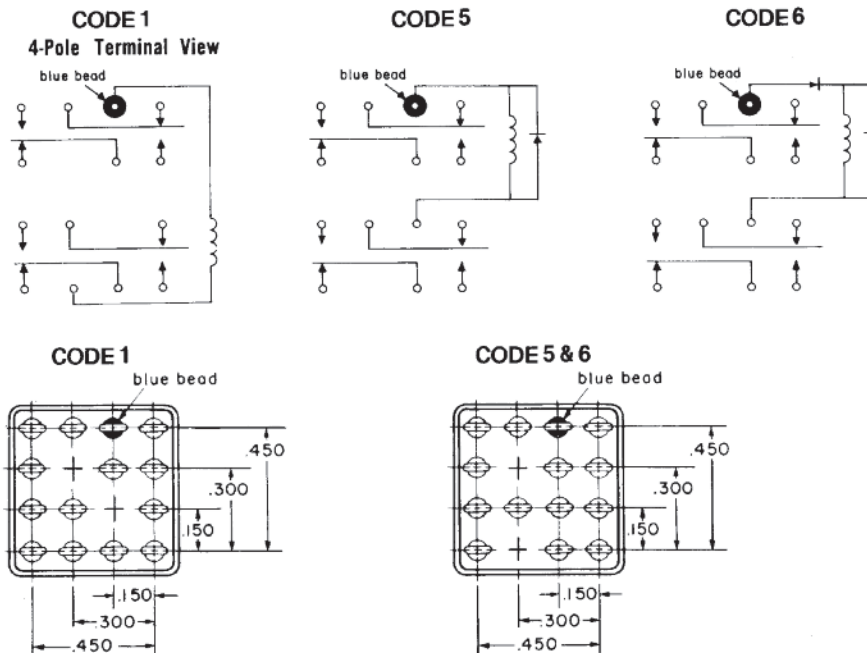 CODE 1
4-Pole Terminal View
blue bead
CODE 5
blue bead
CODE 6
blue bead
CODE 1
blue bead
.450
.300
.150
.150
.300
.450
CODE 5 & 6
blue bead
.450
.300
.150
.150
.300
.450